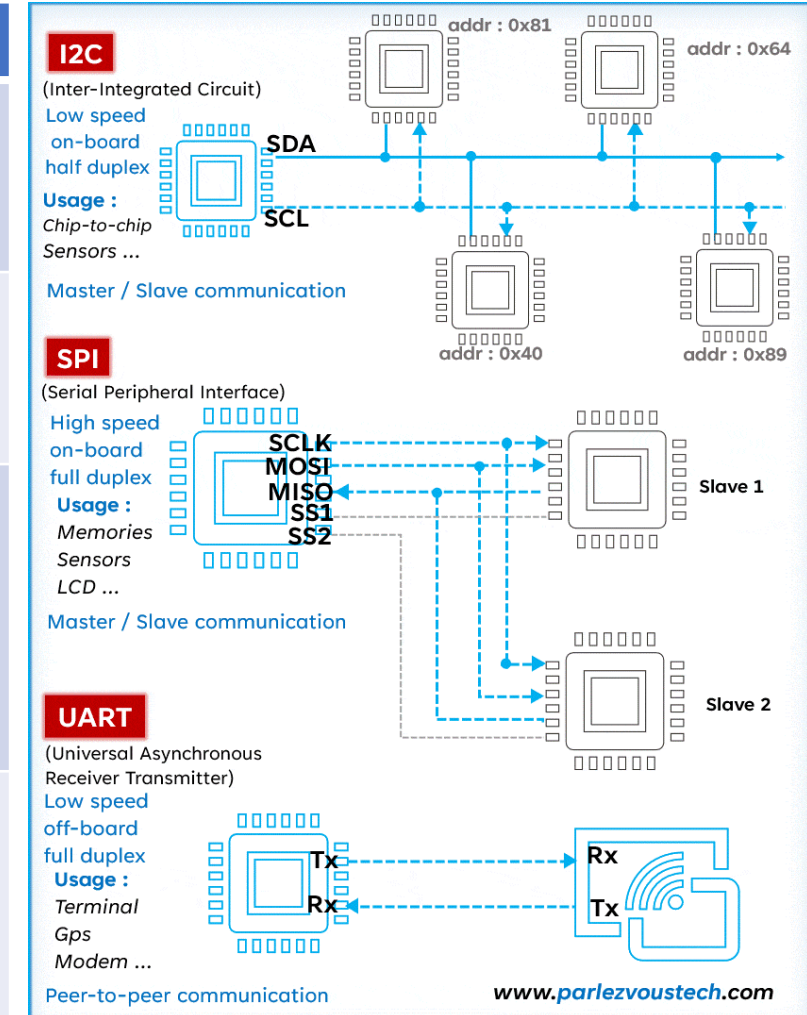 I2C
(Inter-Integrated Circuit)
Low speed
on-board
half duplex
Usage :
Chip-to-chip
Sensors ...
Master / Slave communication
SDA
SCL
addr : 0x81
addr : 0x64
addr : 0x40
addr : 0x89
SPI
(Serial Peripheral Interface)
High speed
on-board
full duplex
Usage :
Memories
Sensors
LCD ...
Master / Slave communication
SCLK
MOSI
MISO
SS1
SS2
Slave 1
Slave 2
UART
(Universal Asynchronous
Receiver Transmitter)
Low speed
off-board
full duplex
Usage :
Terminal
Gps
Modem ...
Peer-to-peer communication
Tx
Rx
Rx
Tx
www.parlezvoustech.com